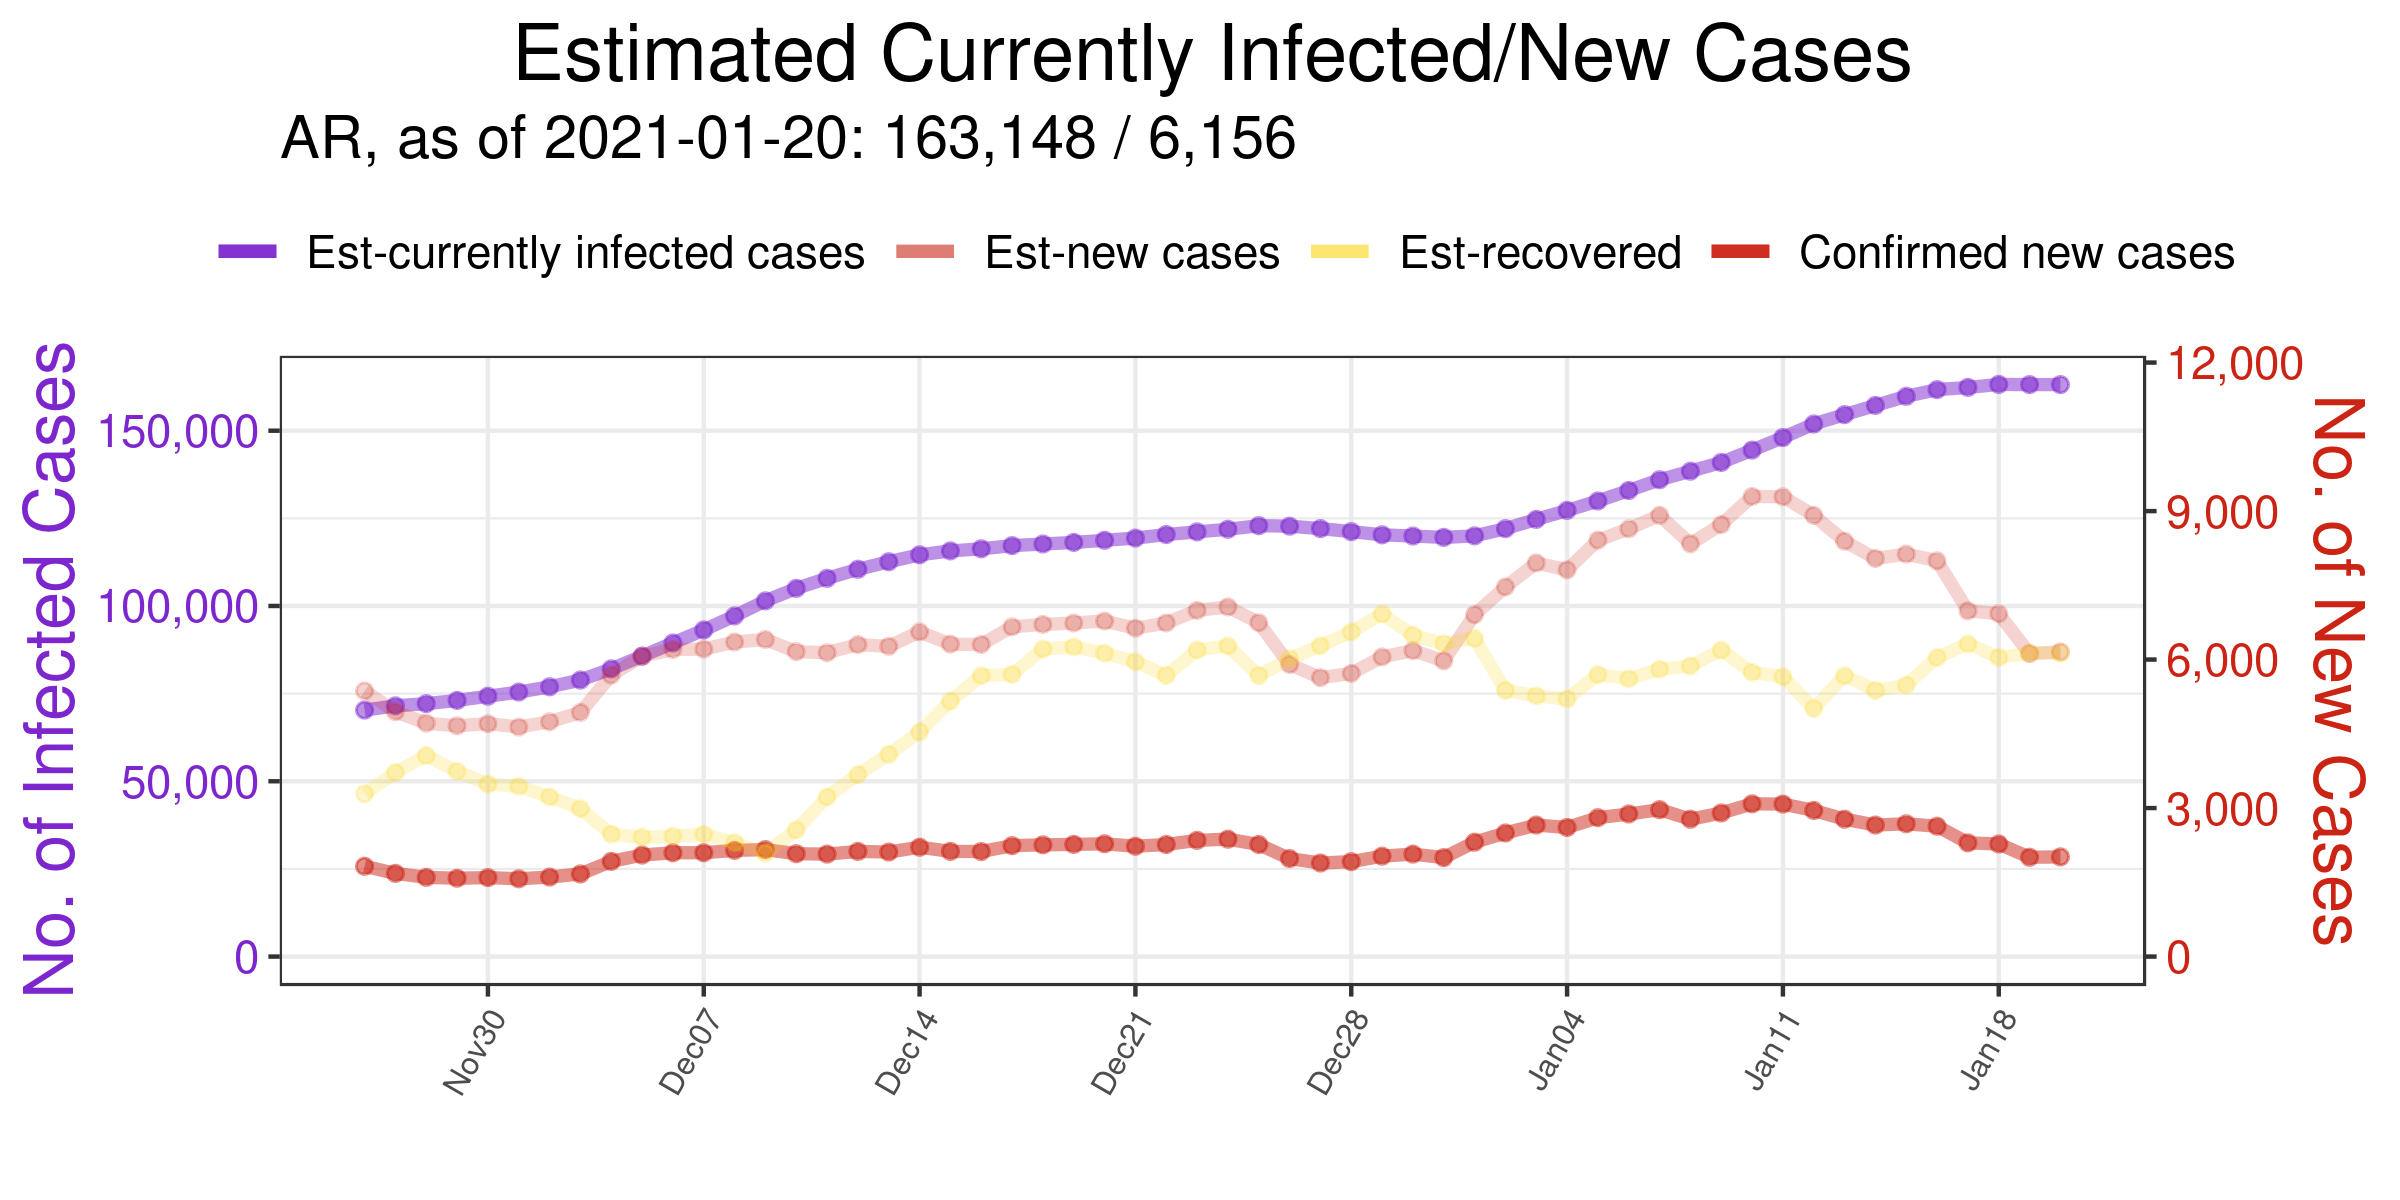 Estimated Currently Infected/New Cases
AR, as of 2021-01-20: 163,148 / 6,156
Est-currently infected cases Est-new cases Est-recovered Confirmed new cases
No. of Infected Cases
150,000
100,000
50,000
0
12,000
9,000
6,000
3,000
0
No. of New Cases
Nov30 Dec07 Dec14 Dec21 Dec28 Jan04 Jan11 Jan18